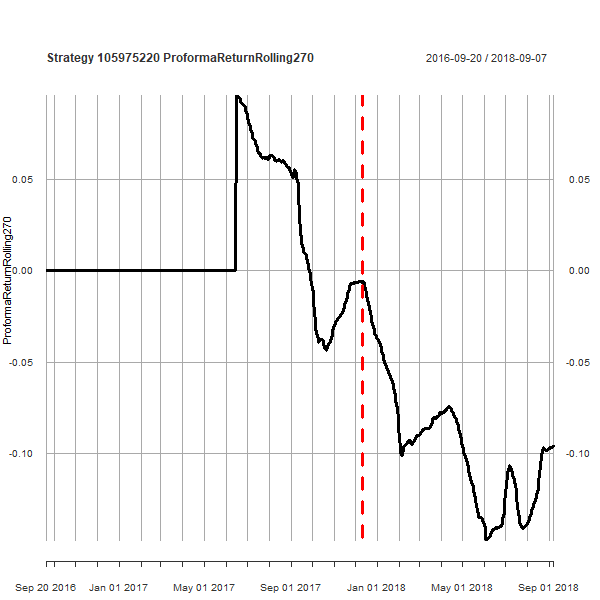 Strategy 105975220 ProformaReturnRolling270
2016-09-20 / 2018-09-07
ProformaReturnRolling270
0.05
0.00
-0.05
-0.10
0.05
0.00
-0.05
-0.10
Sep 20 2016
Jan 01 2017
May 01 2017
Sep 01 2017
Jan 01 2018
May 01 2018
Sep 01 2018